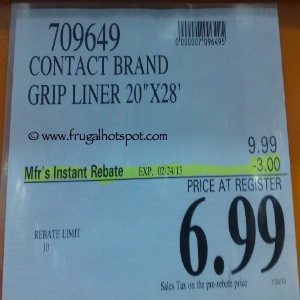 709649
0000007096495
CONTACT BRAND
GRIP LINER 20"X28'
www.frugalhotspot.com
9.99
Mfr's Instant Rebate EXP. 02/24/13 -3.00
PRICE AT REGISTER
6.99
REBATE LIMIT
10
Sales Tax on the pre-rebate price